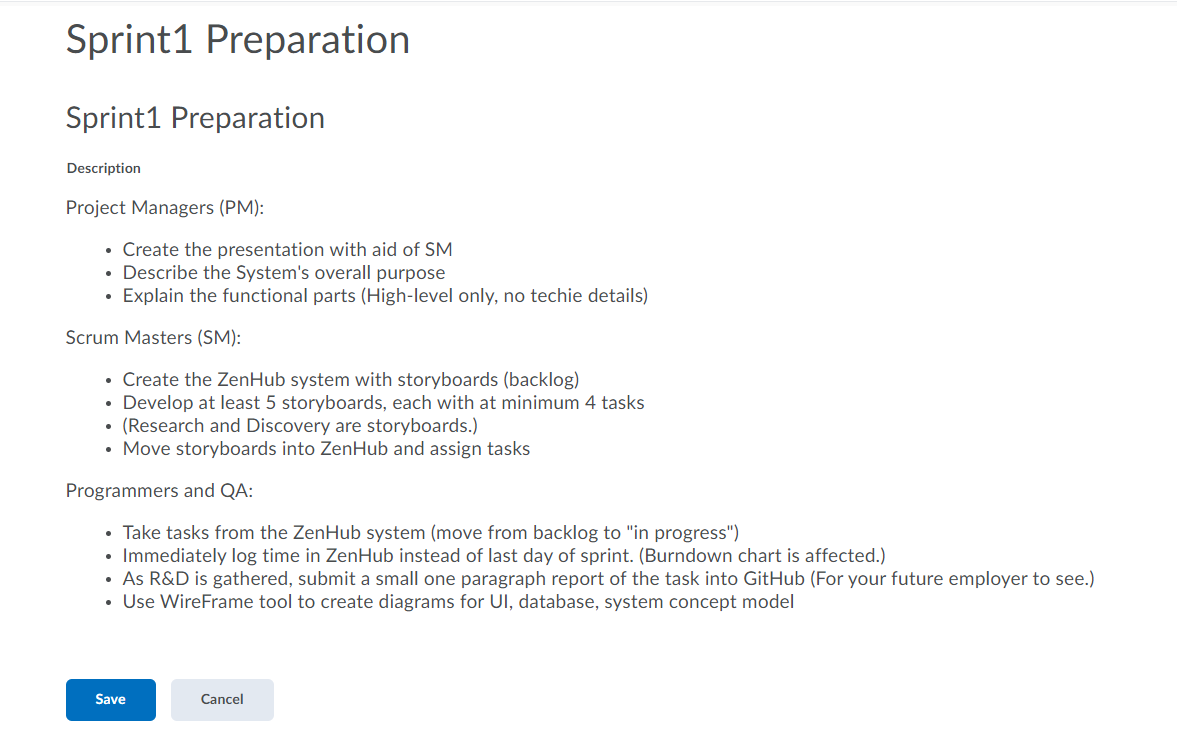 Sprint1 Preparation
Sprint1 Preparation
Description
Project Managers (PM):
• Create the presentation with aid of SM
• Describe the System's overall purpose
• Explain the functional parts (High-level only, no techie details)
Scrum Masters (SM):
• Create the ZenHub system with storyboards (backlog)
• Develop at least 5 storyboards, each with at minimum 4 tasks
• (Research and Discovery are storyboards.)
• Move storyboards into ZenHub and assign tasks
Programmers and QA:
• Take tasks from the ZenHub system (move from backlog to "in progress")
• Immediately log time in ZenHub instead of last day of sprint. (Burndown chart is affected.)
• As R&D is gathered, submit a small one paragraph report of the task into GitHub (For your future employer to see.)
• Use WireFrame tool to create diagrams for UI, database, system concept model
Save Cancel